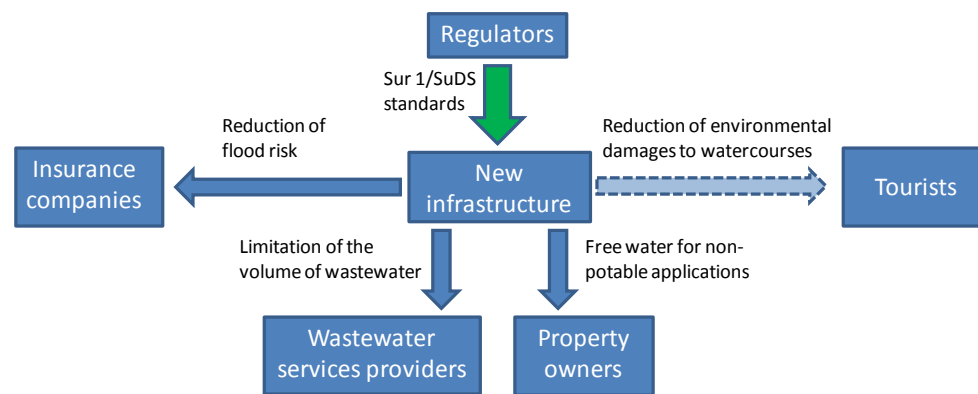 Regulators
Sur 1/SuDS
standards
Reduction of
flood risk
Reduction of environmental
damages to watercourses
Insurance
companies
New
infrastructure
Tourists
Limitation of the
volume of wastewater
Free water for non-
potable applications
Wastewater
services providers
Property
owners